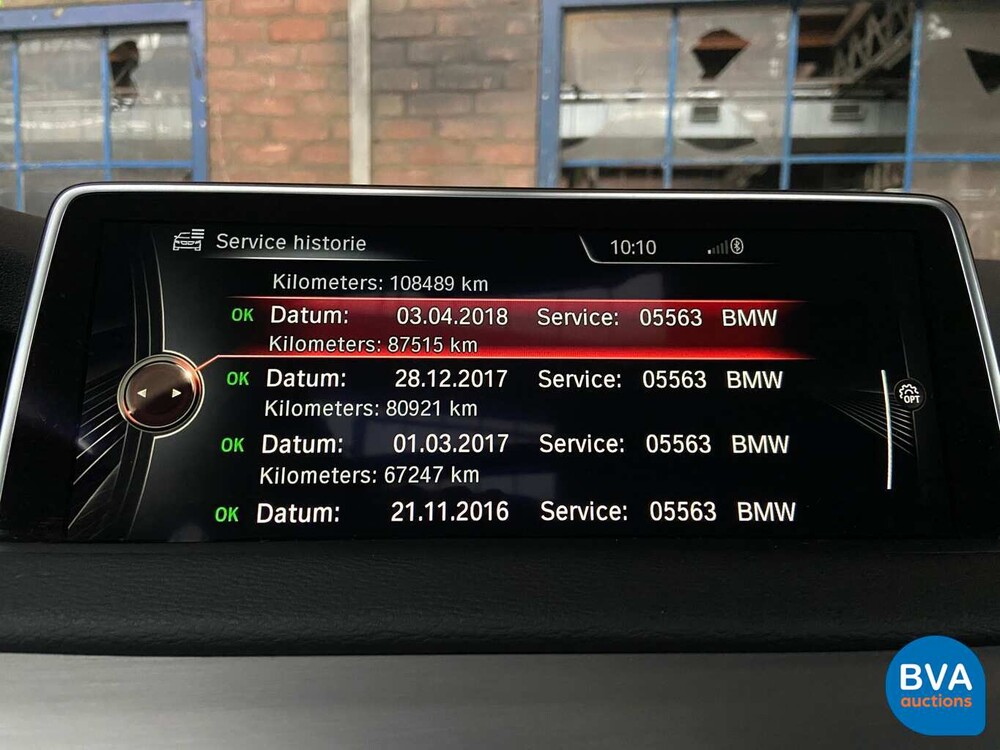 Service historie
10:10
Kilometers: 108489 km
OK Datum: 03.04.2018 Service: 05563 BMW
Kilometers: 87515 km
OK Datum: 28.12.2017 Service: 05563 BMW
Kilometers: 80921 km
OK Datum: 01.03.2017 Service: 05563 BMW
Kilometers: 67247 km
OK Datum: 21.11.2016 Service: 05563 BMW
OPT
BVA
auctions